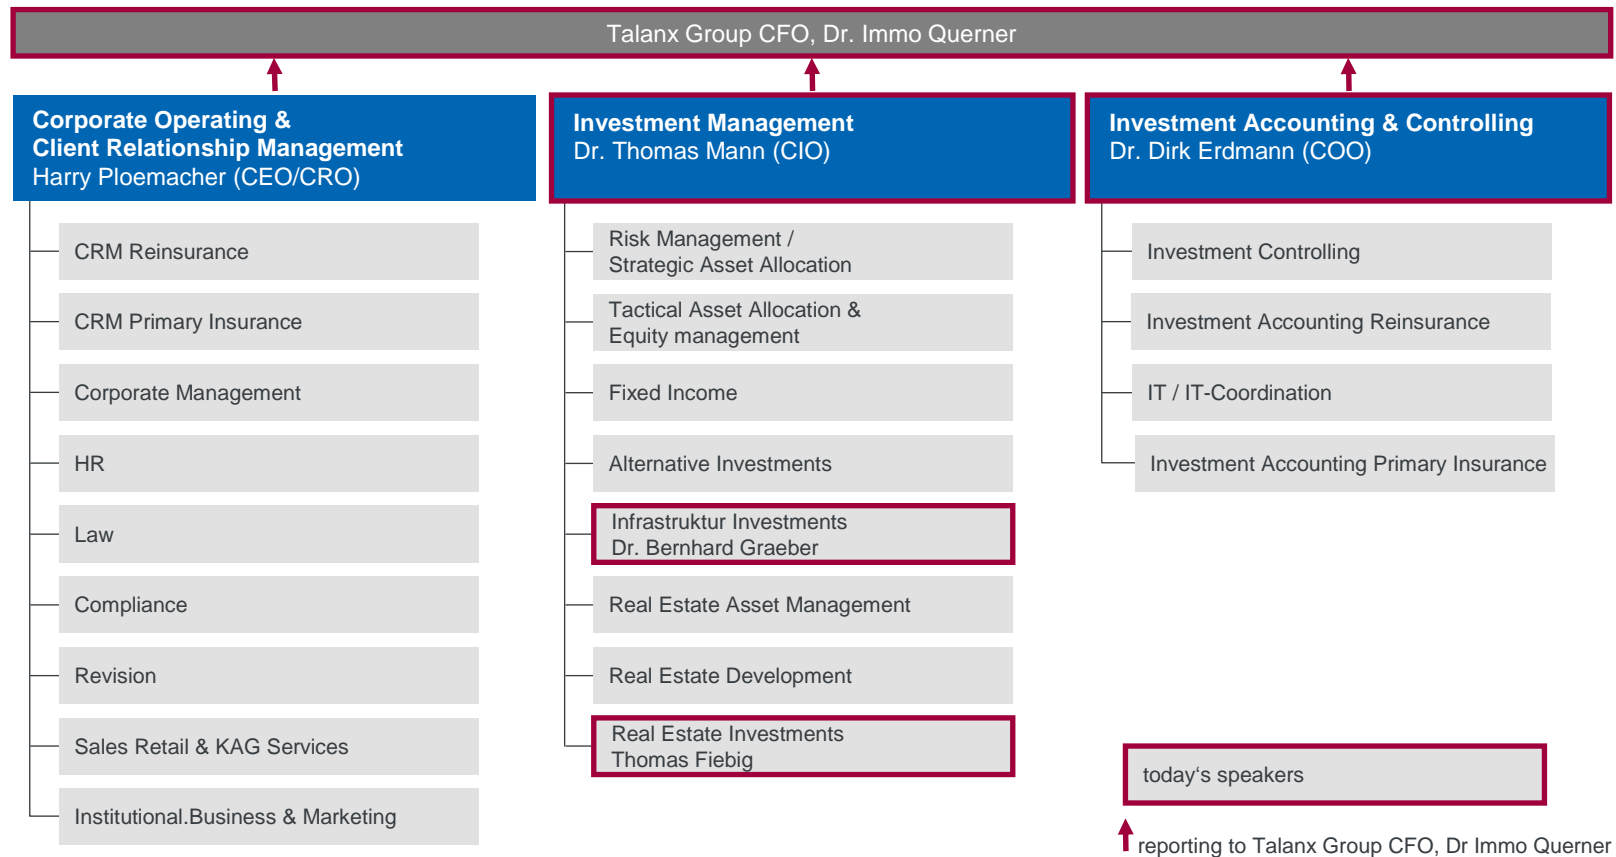 Talanx Group CFO, Dr. Immo Querner
Corporate Operating &
Client Relationship Management
Harry Ploemacher (CEO/CRO)
CRM Reinsurance
CRM Primary Insurance
Corporate Management
HR
Law
Compliance
Revision
Sales Retail & KAG Services
Institutional.Business & Marketing
Investment Management
Dr. Thomas Mann (CIO)
Risk Management /
Strategic Asset Allocation
Tactical Asset Allocation &
Equity management
Fixed Income
Alternative Investments
Infrastruktur Investments
Dr. Bernhard Graeber
Real Estate Asset Management
Real Estate Development
Real Estate Investments
Thomas Fiebig
Investment Accounting & Controlling
Dr. Dirk Erdmann (COO)
Investment Controlling
Investment Accounting Reinsurance
IT / IT-Coordination
Investment Accounting Primary Insurance
today‘s speakers
reporting to Talanx Group CFO, Dr Immo Querner